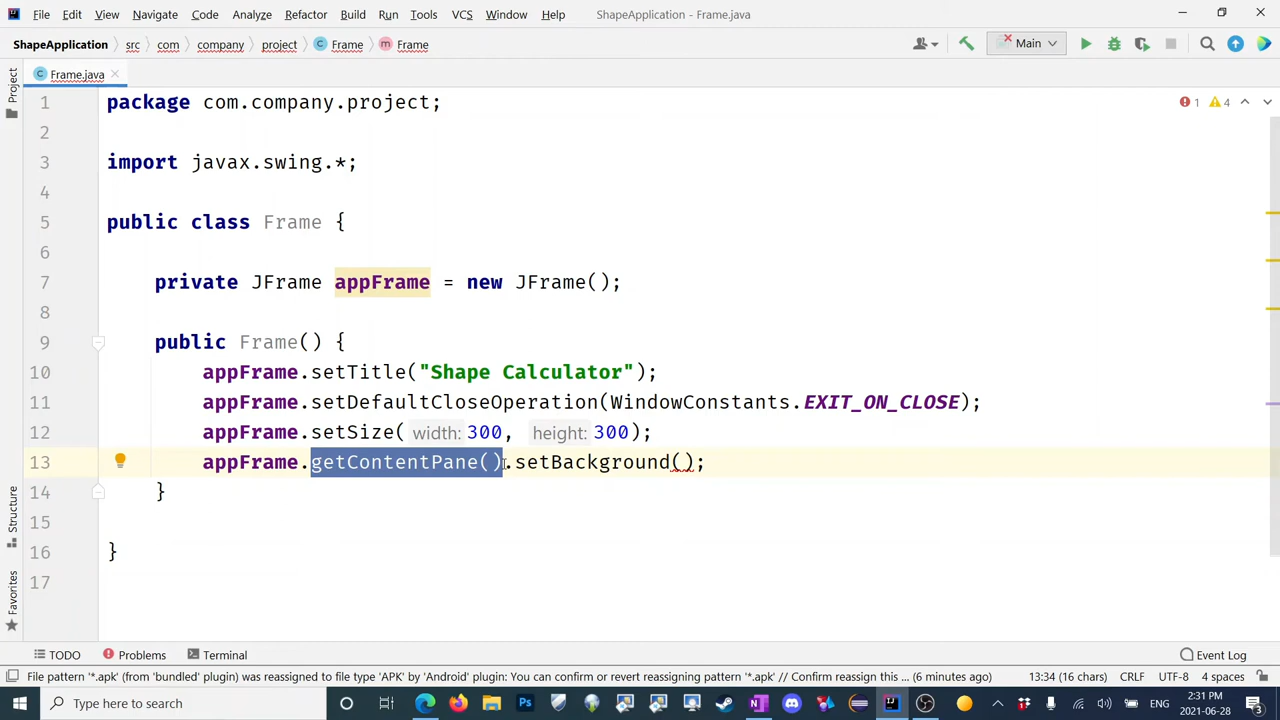 File Edit View Navigate Code Analyze Refactor Build Run Tools VCS Window Help ShapeApplication - Frame.java
ShapeApplication src com company project Frame Frame Main
Frame.java
Project
1 package com.company.project;
2
3 import javax.swing.*;
4
5 public class Frame {
6
7 private JFrame appFrame = new JFrame();
8
9 public Frame() {
10 appFrame.setTitle("Shape Calculator");
11 appFrame.setDefaultCloseOperation(WindowConstants.EXIT_ON_CLOSE);
12 appFrame.setSize( width: 300, height: 300);
13 appFrame.getContentPane().setBackground();
14 }
15
16 }
17
1 4
Structure
Favorites
TODO Problems Terminal Event Log
File pattern '*.apk' (from 'bundled' plugin) was reassigned to file type 'APK' by 'Android' plugin: You can confirm or revert reassigning pattern '*.apk' // Confirm reassign this ... (6 minutes ago) 13:34 (16 chars) CRLF UTF-8 4 spaces
Type here to search
2:31 PM
2021-06-28